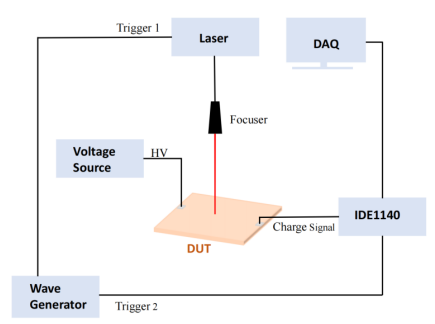 Trigger 1
Laser
DAQ
Focuser
Voltage
Source
HV
IDE1140
Charge Signal
DUT
Wave
Generator
Trigger 2